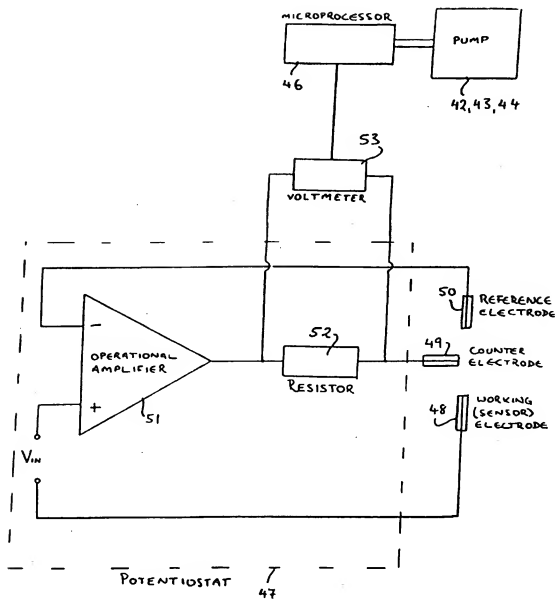 MICROPROCESSOR
46
PUMP
42,43,44
53
VOLTMETER
50
REFERENCE
ELECTRODE
-
OPERATIONAL
AMPLIFIER
51
52
RESISTOR
49
COUNTER
ELECTRODE
+
VIN
48
WORKING
(SENSOR)
ELECTRODE
POTENTIOSTAT
47